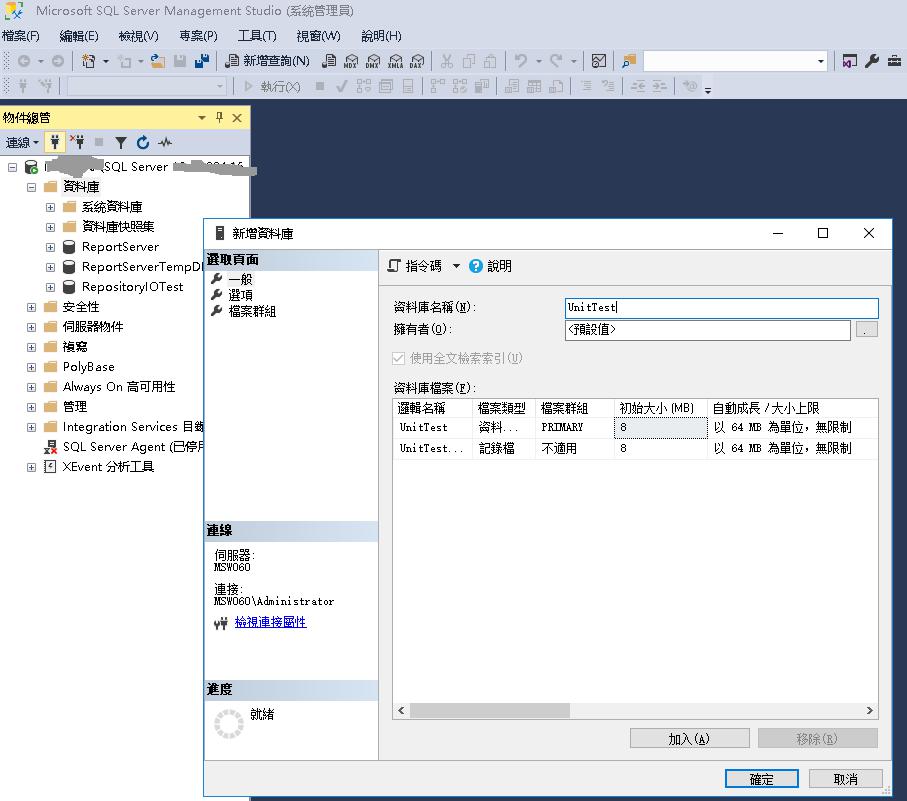 Microsoft SQL Server Management Studio (系統管理員)
檔案(F) 編輯(E) 檢視(V) 專案(P) 工具(T) 視窗(W) 說明(H)
新增查詢(N) MDX DMX XMLA DAX
執行(X)
物件總管
連線
SQL Server
資料庫
系統資料庫
資料庫快照集
ReportServer
ReportServerTempD
RepositoryIOTest
安全性
伺服器物件
複寫
PolyBase
Always On 高可用性
管理
Integration Services 目錄
SQL Server Agent (已停用
XEvent 分析工具
新增資料庫
選取頁面
一般
選項
檔案群組
連線
伺服器:
MSW060
連接:
MSW060\Administrator
檢視連接屬性
進度
就緒
指令碼 說明
資料庫名稱(N): UnitTest
擁有者(O): <預設值> .
使用全文檢索索引(U)
資料庫檔案(F):
邏輯名稱 檔案類型 檔案群組 初始大小 (MB) 自動成長 / 大小上限
UnitTest 資料... PRIMARY 8 以 64 MB 為單位，無限制
UnitTest... 記錄檔 不適用 8 以 64 MB 為單位，無限制
加入(A) 移除(R)
確定 取消